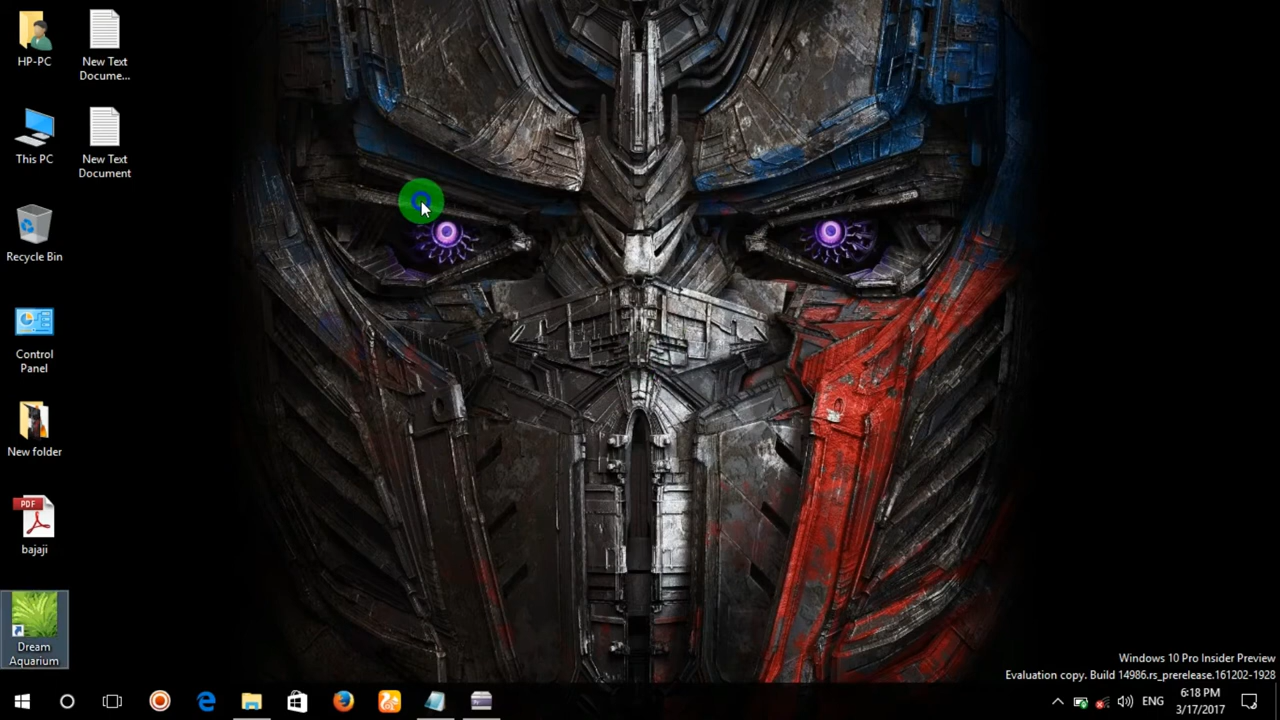 HP-PC
New Text
Docume...
This PC
New Text
Document
Recycle Bin
Control
Panel
New folder
PDF
bajaji
Dream
Aquarium
Windows 10 Pro Insider Preview
Evaluation copy. Build 14986.rs_prerelease.161202-1928
ENG
6:18 PM
3/17/2017